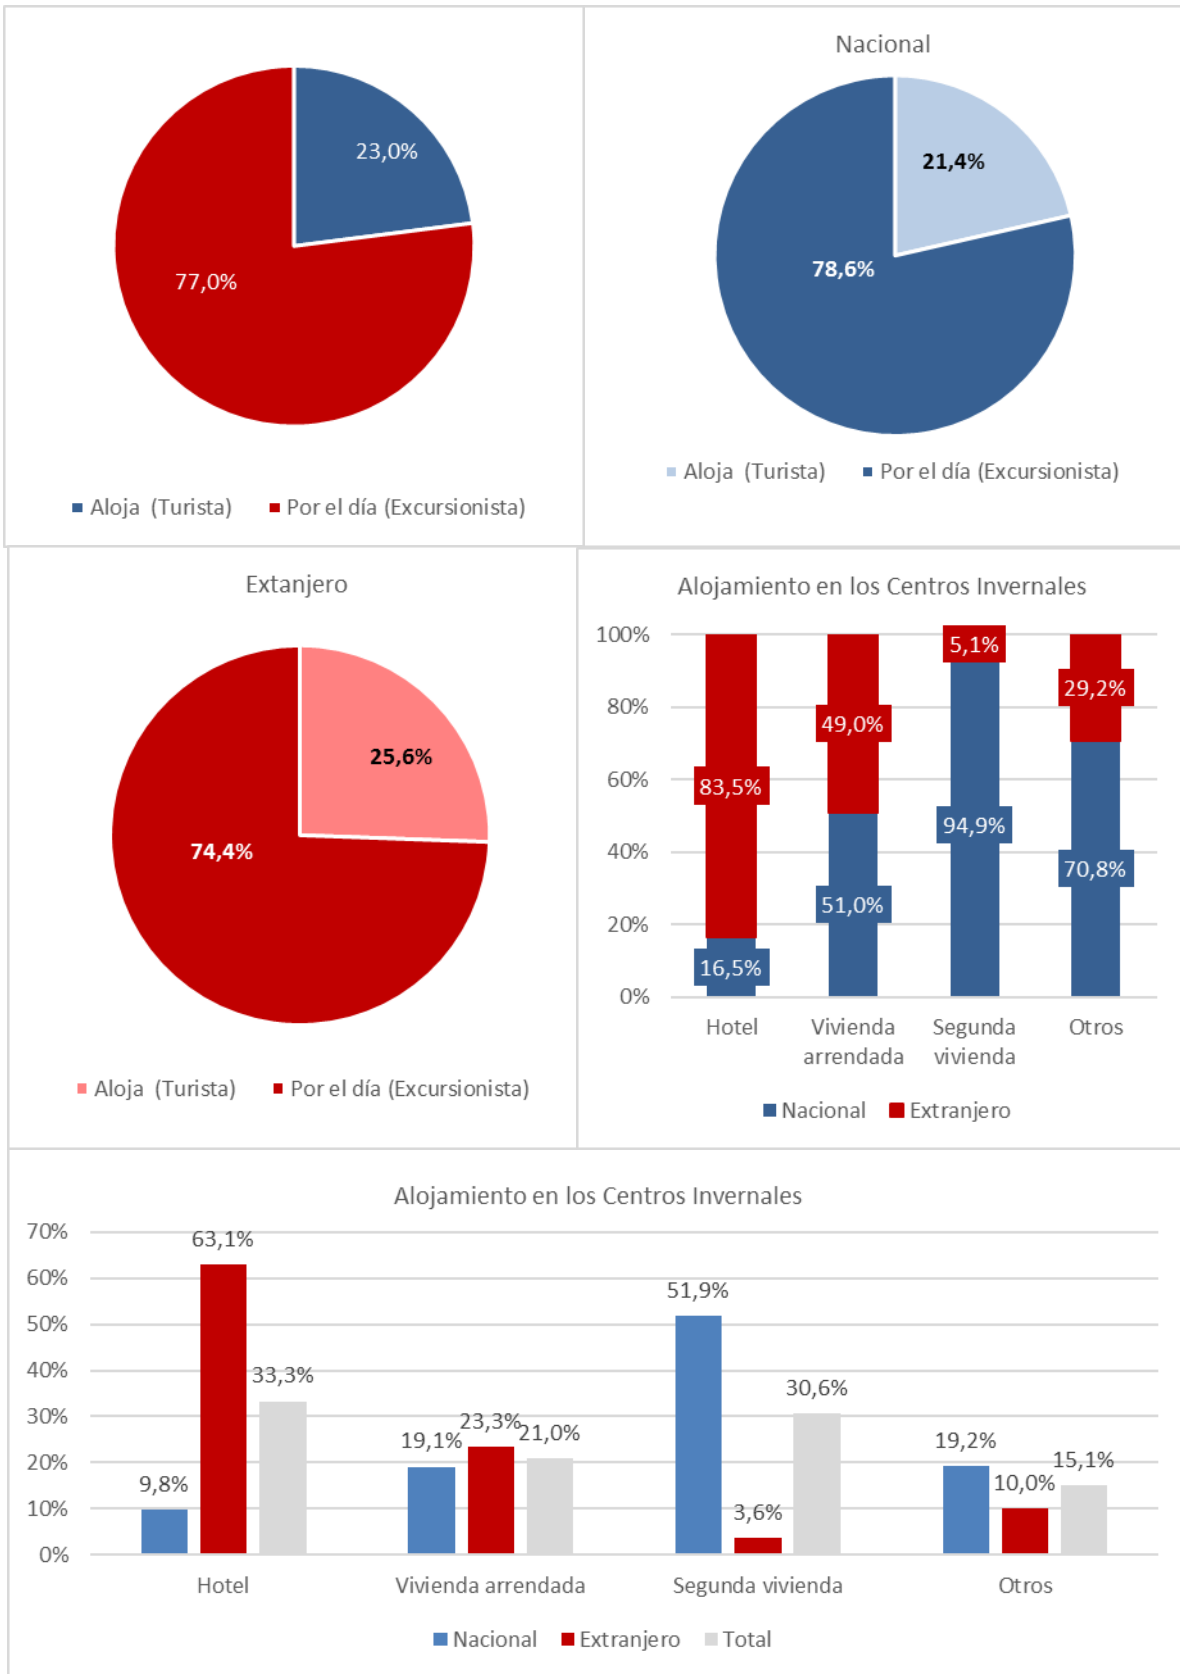 23,0%
77,0%
Aloja (Turista) Por el día (Excursionista)
Nacional
21,4%
78,6%
Aloja (Turista) Por el día (Excursionista)
Extanjero
25,6%
74,4%
Aloja (Turista) Por el día (Excursionista)
Alojamiento en los Centros Invernales
100%
80%
60%
40%
20%
0%
5,1%
29,2%
49,0%
83,5%
94,9%
70,8%
51,0%
16,5%
Hotel Vivienda arrendada Segunda vivienda Otros
Nacional Extranjero
Alojamiento en los Centros Invernales
70%
60%
50%
40%
30%
20%
10%
0%
9,8% 63,1% 33,3%
19,1% 23,3% 21,0%
51,9% 3,6% 30,6%
19,2% 10,0% 15,1%
Hotel Vivienda arrendada Segunda vivienda Otros
Nacional Extranjero Total